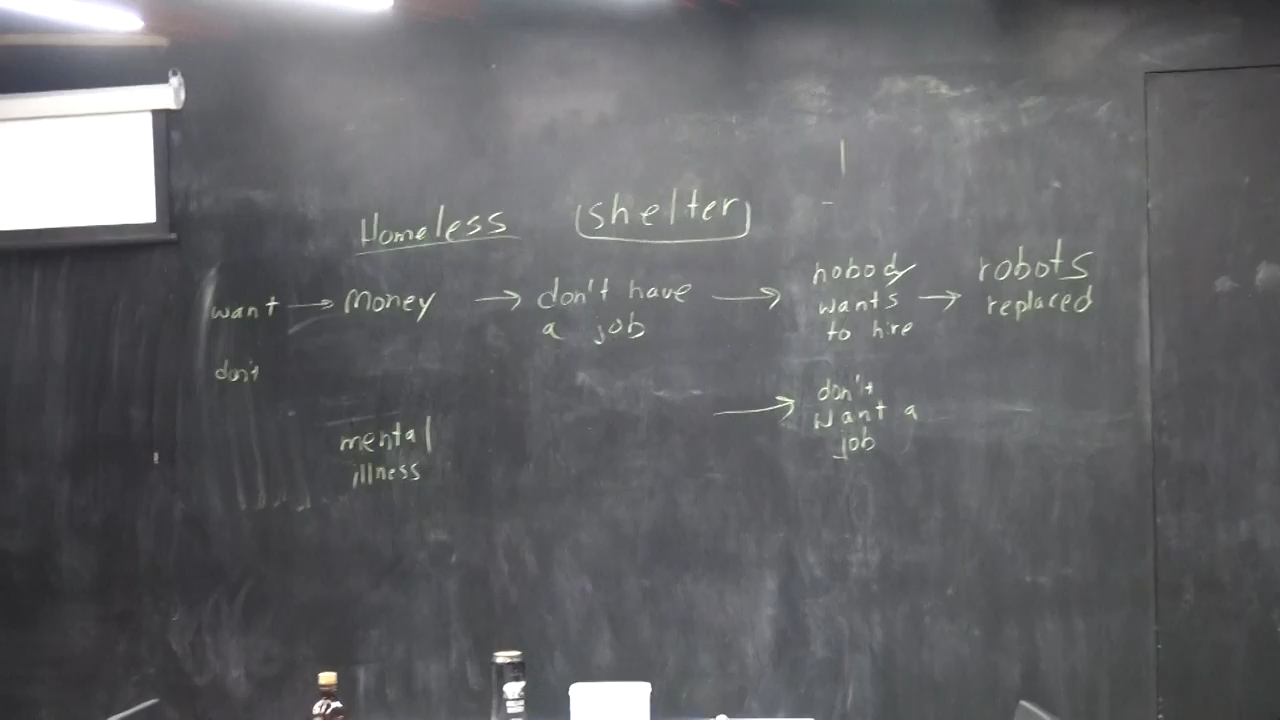 Homeless shelter
want → Money → don't have a job → nobody wants to hire → robots replaced
don't
→ don't want a job
mental illness